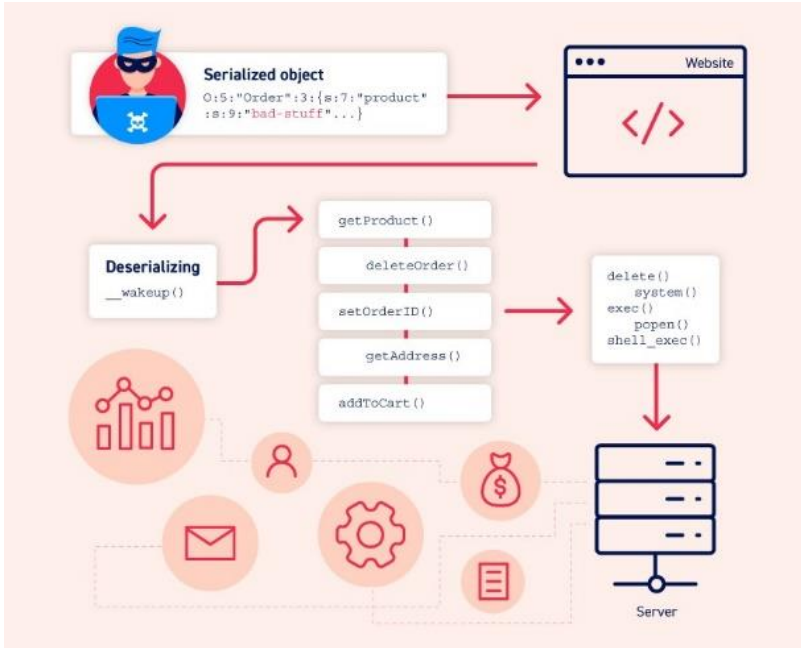 Serialized object
O:5:"Order":3:{s:7:"product"
:s:9:"bad-stuff"...}
Website
</>
Deserializing
__wakeup()
getProduct()
deleteOrder()
setOrderID()
getAddress()
addToCart()
delete()
system()
exec()
popen()
shell_exec()
$
Server